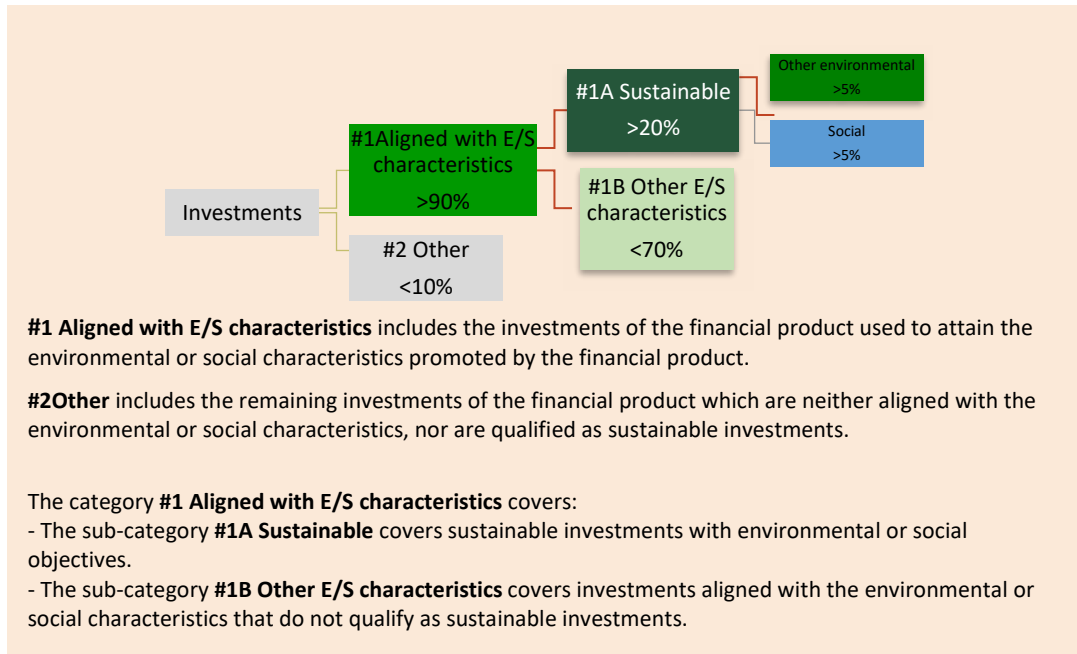 Other environmental
>5%
#1A Sustainable
>20%
Social
>5%
#1Aligned with E/S
characteristics
>90%
#1B Other E/S
characteristics
<70%
Investments
#2 Other
<10%
#1 Aligned with E/S characteristics includes the investments of the financial product used to attain the
environmental or social characteristics promoted by the financial product.
#2Other includes the remaining investments of the financial product which are neither aligned with the
environmental or social characteristics, nor are qualified as sustainable investments.
The category #1 Aligned with E/S characteristics covers:
- The sub-category #1A Sustainable covers sustainable investments with environmental or social
objectives.
- The sub-category #1B Other E/S characteristics covers investments aligned with the environmental or
social characteristics that do not qualify as sustainable investments.